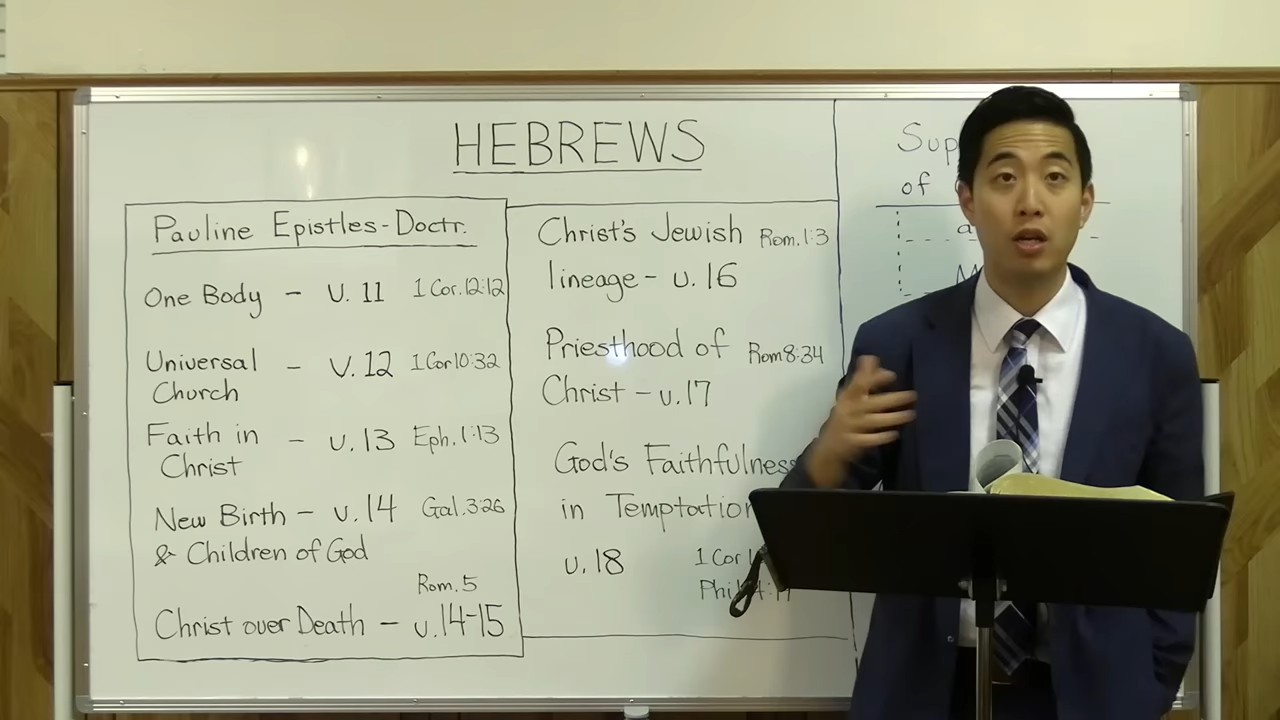 HEBREWS
Pauline Epistles-Doctr.
One Body - v. 11 1 Cor. 12:12
Universal - v. 12 1 Cor 10:32
Church
Faith in - v. 13 Eph. 1:13
Christ
New Birth - v. 14 Gal. 3:26
& Children of God
Rom. 5
Christ over Death - v. 14-15
Christ's Jewish Rom. 1:3
lineage - v. 16
Priesthood of Rom 8:34
Christ - v. 17
God's Faithfulness
in Temptation
v. 18 1 Cor
of